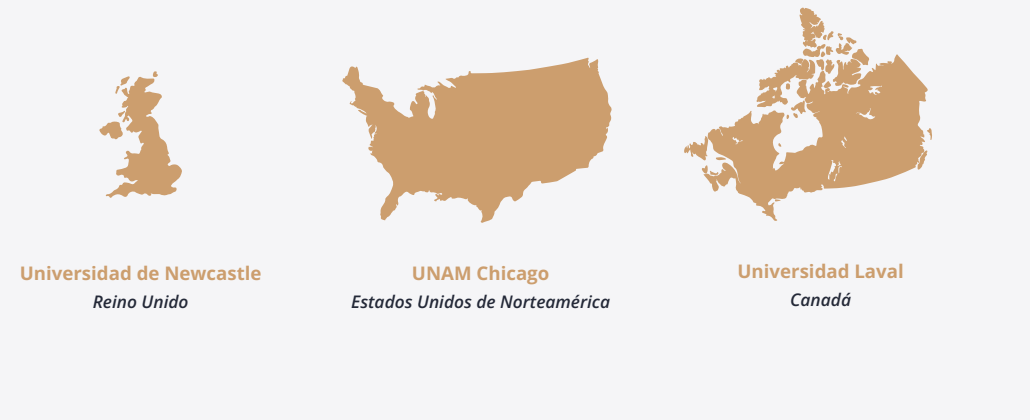 Universidad de Newcastle
Reino Unido
UNAM Chicago
Estados Unidos de Norteamérica
Universidad Laval
Canadá